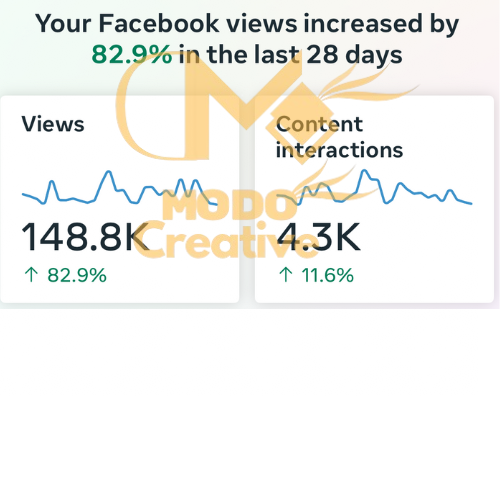 Your Facebook views increased by
82.9% in the last 28 days
Views
148.8K
↑ 82.9%
Content
interactions
4.3K
↑ 11.6%
MODO
Creative